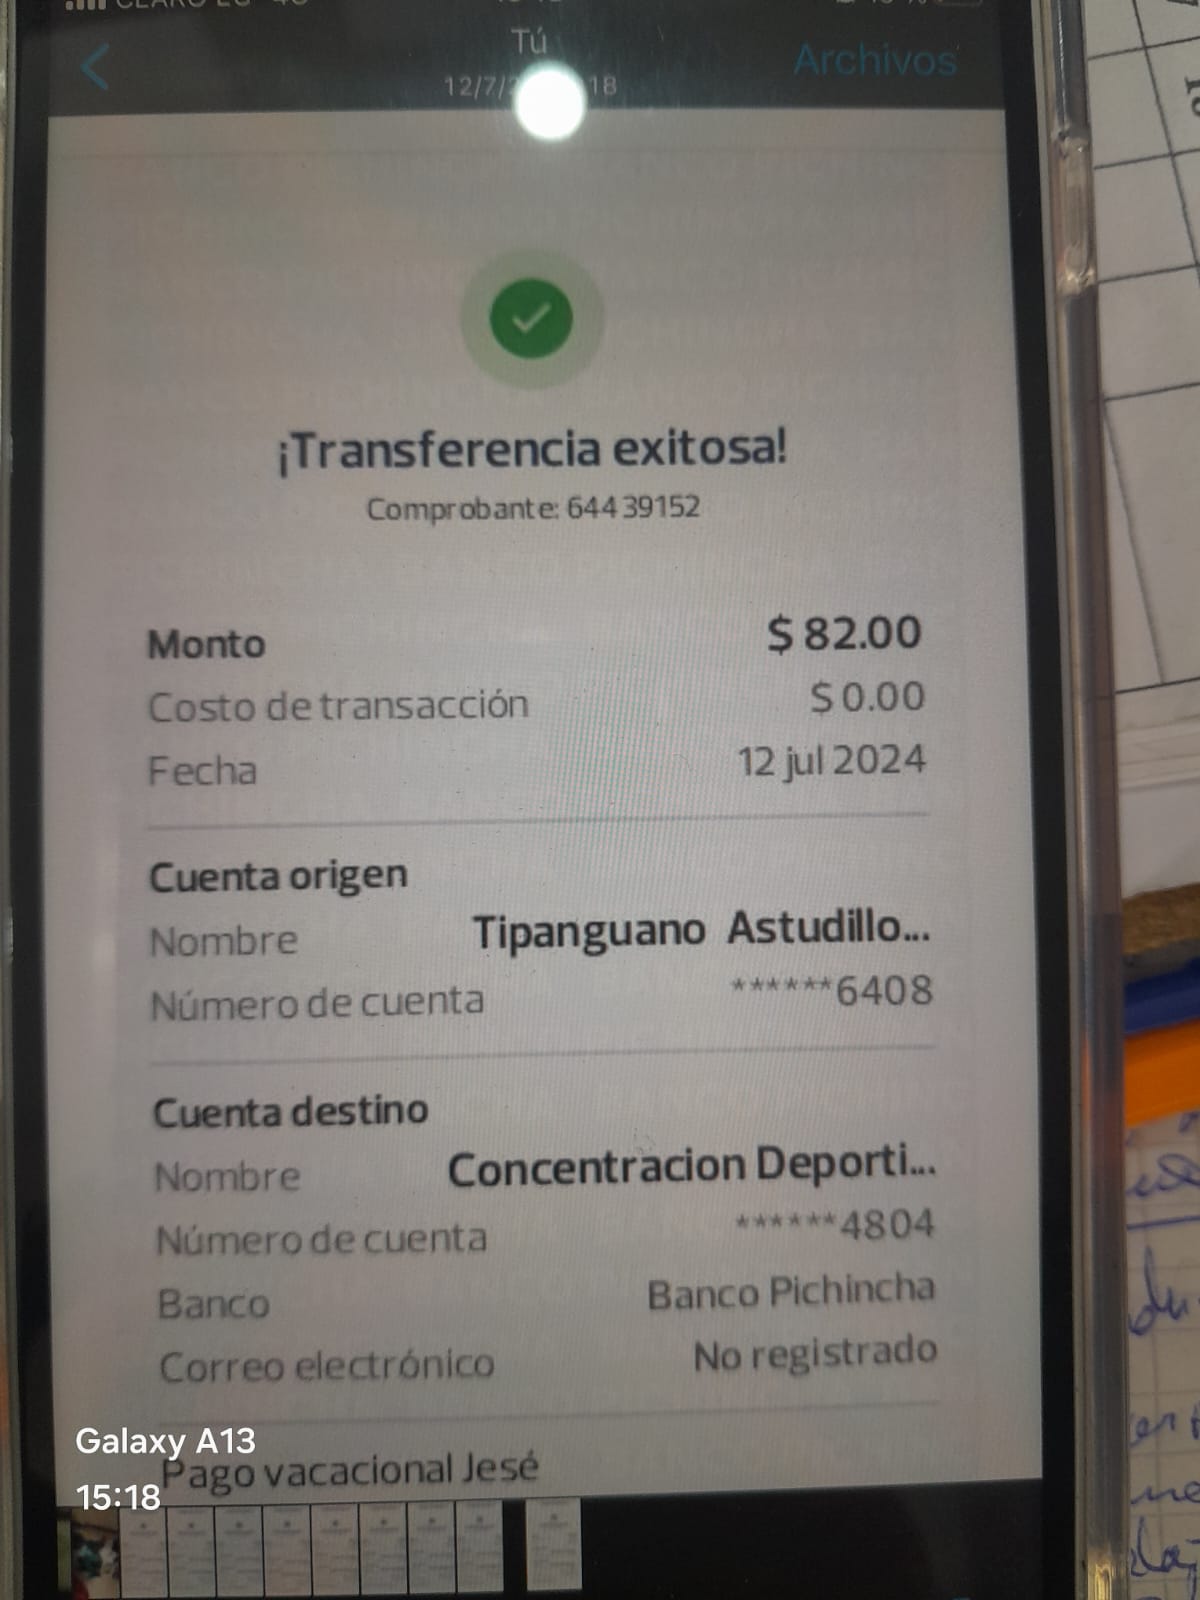 Tú
Archivos
12/7/ 18
¡Transferencia exitosa!
Comprobante: 64439152
Monto $ 82.00
Costo de transacción $ 0.00
Fecha 12 jul 2024
Cuenta origen
Nombre Tipanguano Astudillo...
Número de cuenta ******6408
Cuenta destino
Nombre Concentracion Deporti...
Número de cuenta ******4804
Banco Banco Pichincha
Correo electrónico No registrado
Pago vacacional Jesé
Galaxy A13
15:18